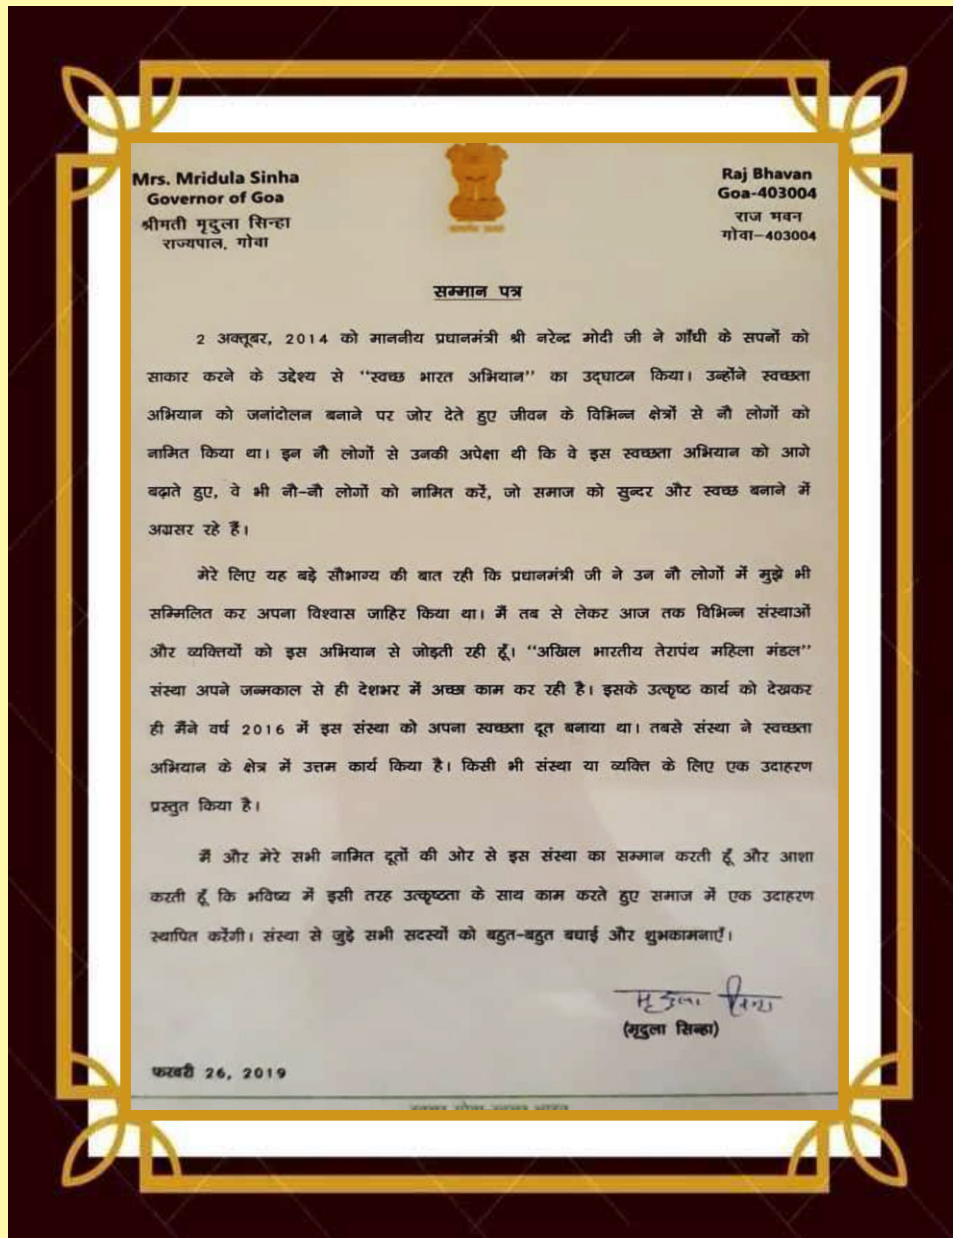 Mrs. Mridula Sinha
Governor of Goa
श्रीमती मृदुला सिन्हा
राज्यपाल, गोवा
Raj Bhavan
Goa-403004
राज भवन
गोवा–403004
सम्मान पत्र
2 अक्तूबर, 2014 को माननीय प्रधानमंत्री श्री नरेन्द्र मोदी जी ने गाँधी के सपनों को
साकार करने के उद्देश्य से “स्वच्छ भारत अभियान” का उद्घाटन किया। उन्होंने स्वच्छता
अभियान को जनांदोलन बनाने पर जोर देते हुए जीवन के विभिन्न क्षेत्रों से नौ लोगों को
नामित किया था। इन नौ लोगों से उनकी अपेक्षा थी कि वे इस स्वच्छता अभियान को आगे
बढ़ाते हुए, वे भी नौ-नौ लोगों को नामित करें, जो समाज को सुन्दर और स्वच्छ बनाने में
अग्रसर रहे हैं।
मेरे लिए यह बड़े सौभाग्य की बात रही कि प्रधानमंत्री जी ने उन नौ लोगों में मुझे भी
सम्मिलित कर अपना विश्वास जाहिर किया था। मैं तब से लेकर आज तक विभिन्न संस्थाओं
और व्यक्तियों को इस अभियान से जोड़ती रही हूँ। “अखिल भारतीय तेरापंथ महिला मंडल”
संस्था अपने जन्मकाल से ही देशभर में अच्छा काम कर रही है। इसके उत्कृष्ट कार्य को देखकर
ही मैंने वर्ष 2016 में इस संस्था को अपना स्वच्छता दूत बनाया था। तबसे संस्था ने स्वच्छता
अभियान के क्षेत्र में उत्तम कार्य किया है। किसी भी संस्था या व्यक्ति के लिए एक उदाहरण
प्रस्तुत किया है।
मैं और मेरे सभी नामित दूतों की ओर से इस संस्था का सम्मान करती हूँ और आशा
करती हूँ कि भविष्य में इसी तरह उत्कृष्टता के साथ काम करते हुए समाज में एक उदाहरण
स्थापित करेंगी। संस्था से जुड़े सभी सदस्यों को बहुत-बहुत बधाई और शुभकामनाएँ।
मृदुला सिन्हा
(मृदुला सिन्हा)
फरवरी 26, 2019